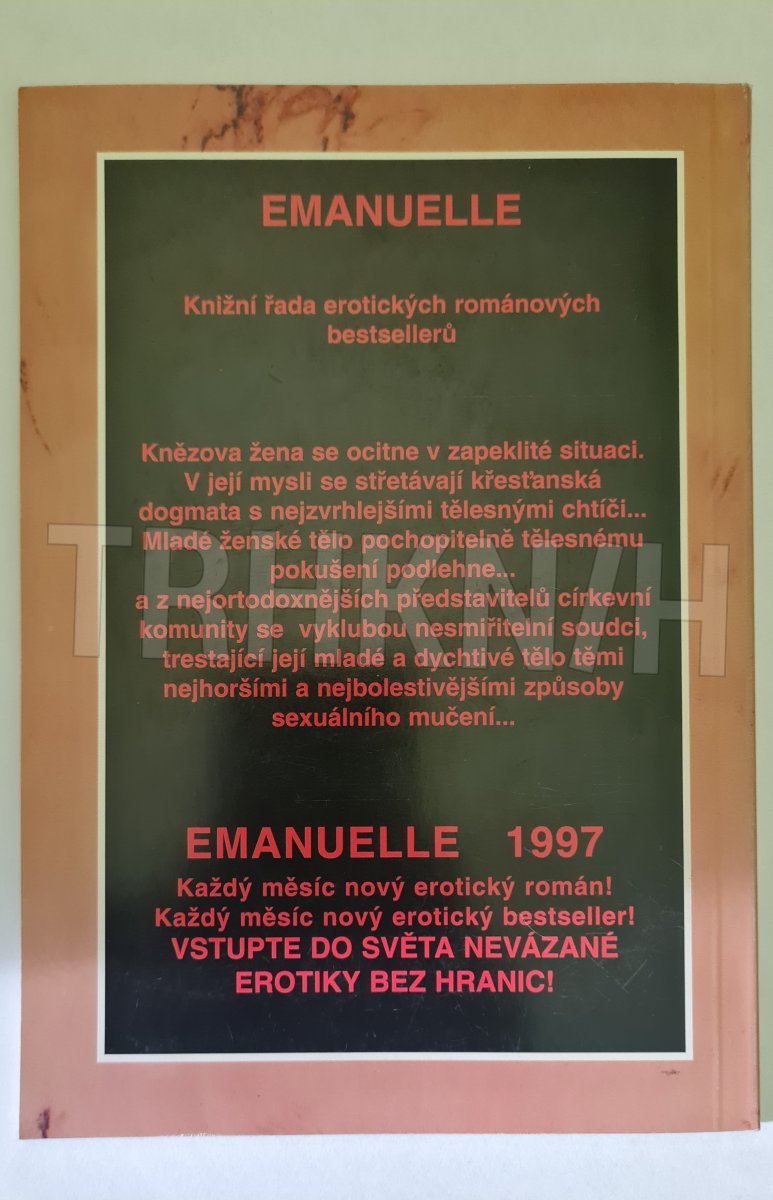 EMANUELLE
Knižní řada erotických románových
bestsellerů
Knězova žena se ocitne v zapeklité situaci.
V její mysli se střetávají křesťanská
dogmata s nejzvrhlejšími tělesnými chtíči...
Mladé ženské tělo pochopitelně tělesnému
pokušení podlehne...
a z nejortodoxnějších představitelů církevní
komunity se vyklubou nesmiřitelní soudci,
trestající její mladé a dychtivé tělo těmi
nejhoršími a nejbolestivějšími způsoby
sexuálního mučení...
TRHKNIH
EMANUELLE 1997
Každý měsíc nový erotický román!
Každý měsíc nový erotický bestseller!
VSTUPTE DO SVĚTA NEVÁZANÉ
EROTIKY BEZ HRANIC!